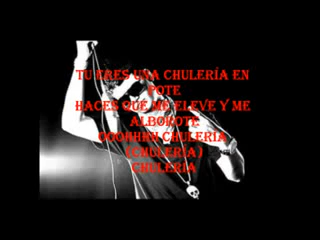 TU ERES UNA CHULERÍA EN
POTE
HACES QUE ME ELEVE Y ME
ALBOROTE
OOOHHHH CHULERÍA
(CHULERÍA)
CHULERÍA